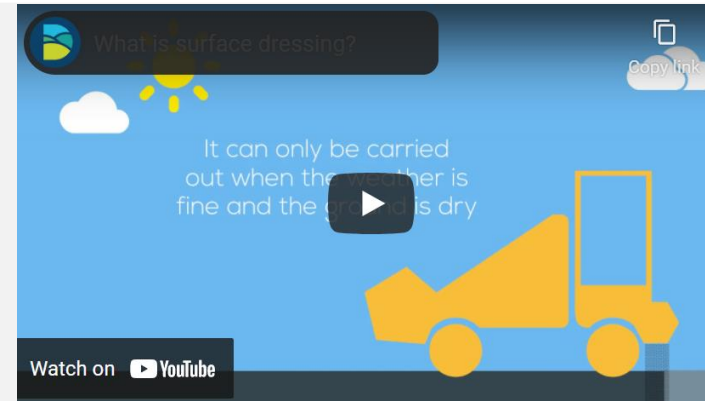 What is surface dressing?
Copy link
It can only be carried
out when the weather is
fine and the ground is dry
Watch on YouTube